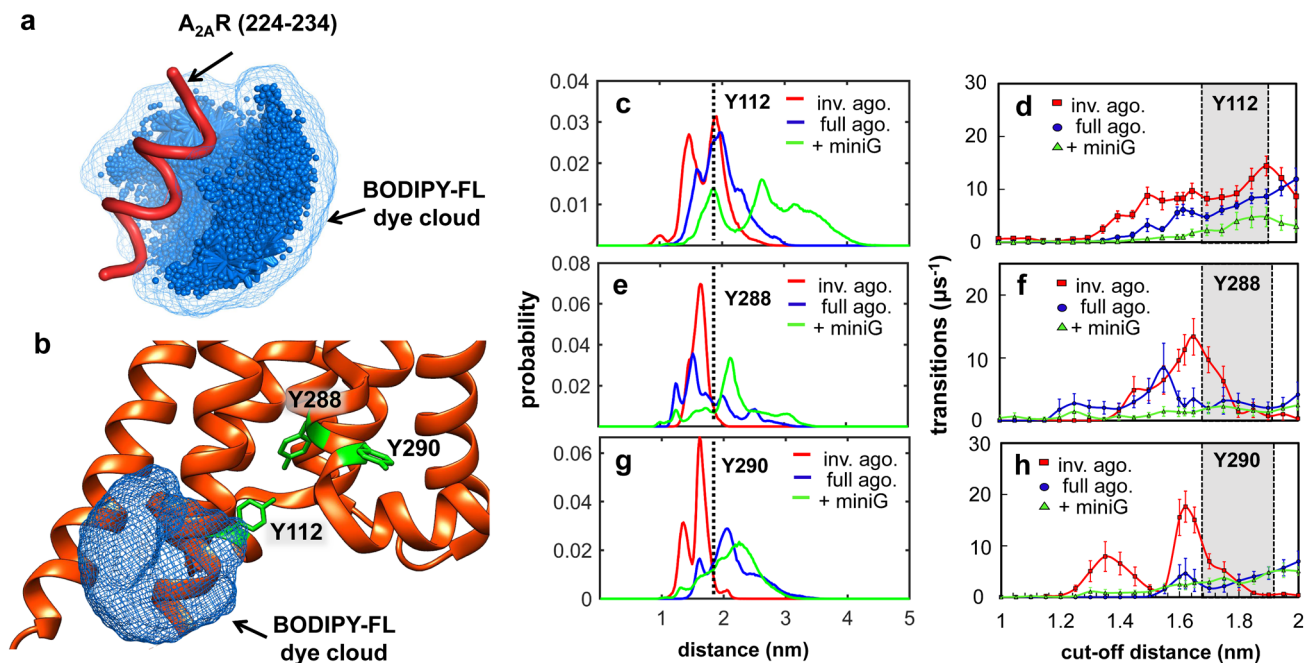 a
A2AR (224-234)
BODIPY-FL
dye cloud
b
Y288
Y290
Y112
BODIPY-FL
dye cloud
probability
0.04
0.03
0.02
0.01
0
c
Y112
inv. ago.
full ago.
+ miniG
0.08
0.06
0.04
0.02
0
e
Y288
inv. ago.
full ago.
+ miniG
0.06
0.04
0.02
0
g
Y290
inv. ago.
full ago.
+ miniG
1 2 3 4 5
distance (nm)
transitions (µs-1)
30
20
10
0
d
Y112
inv. ago.
full ago.
+ miniG
30
20
10
0
f
Y288
inv. ago.
full ago.
+ miniG
30
20
10
0
h
Y290
inv. ago.
full ago.
+ miniG
1 1.2 1.4 1.6 1.8 2
cut-off distance (nm)